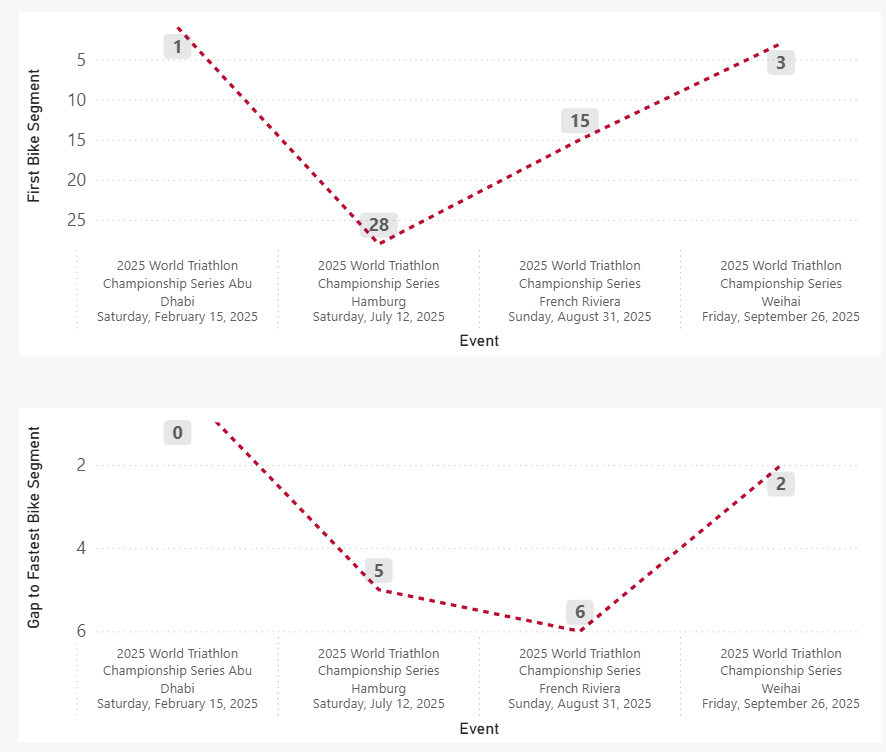 First Bike Segment
5
10
15
20
25
1
28
15
3
2025 World Triathlon
Championship Series Abu
Dhabi
Saturday, February 15, 2025
2025 World Triathlon
Championship Series
Hamburg
Saturday, July 12, 2025
2025 World Triathlon
Championship Series
French Riviera
Sunday, August 31, 2025
2025 World Triathlon
Championship Series
Weihai
Friday, September 26, 2025
Event
Gap to Fastest Bike Segment
2
4
6
0
5
6
2
2025 World Triathlon
Championship Series Abu
Dhabi
Saturday, February 15, 2025
2025 World Triathlon
Championship Series
Hamburg
Saturday, July 12, 2025
2025 World Triathlon
Championship Series
French Riviera
Sunday, August 31, 2025
2025 World Triathlon
Championship Series
Weihai
Friday, September 26, 2025
Event